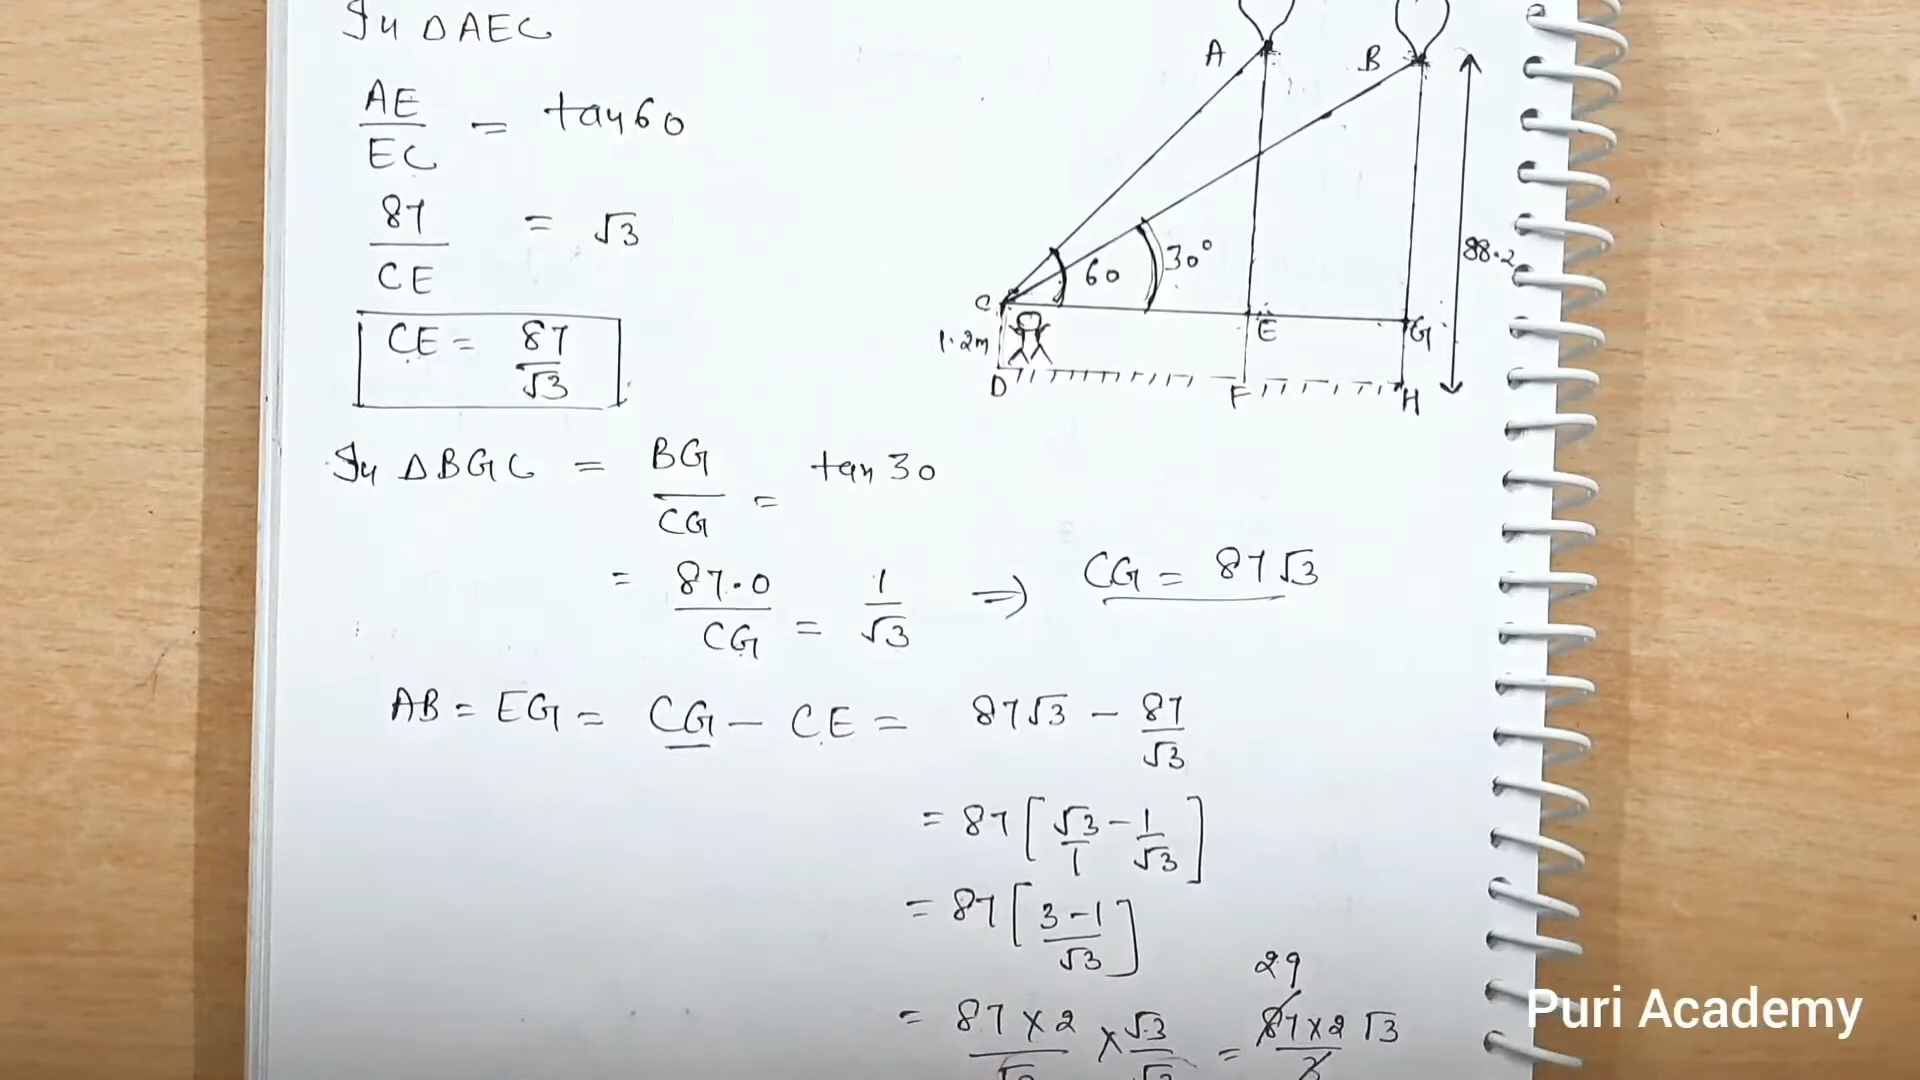 In △AEC
AE/EC = tan60
87/CE = √3
CE = 87/√3
In △BGC = BG/CG = tan30
= 87.0/CG = 1/√3 ⇒ CG = 87√3
AB = EG = CG - CE = 87√3 - 87/√3
= 87[√3/1 - 1/√3]
= 87[3-1/√3]
29
= 87×2/√3 × √3/√3 = 87×2√3/3
A
B
60
30°
88.2
C
E
G
1.2m
D
F
H
Puri Academy